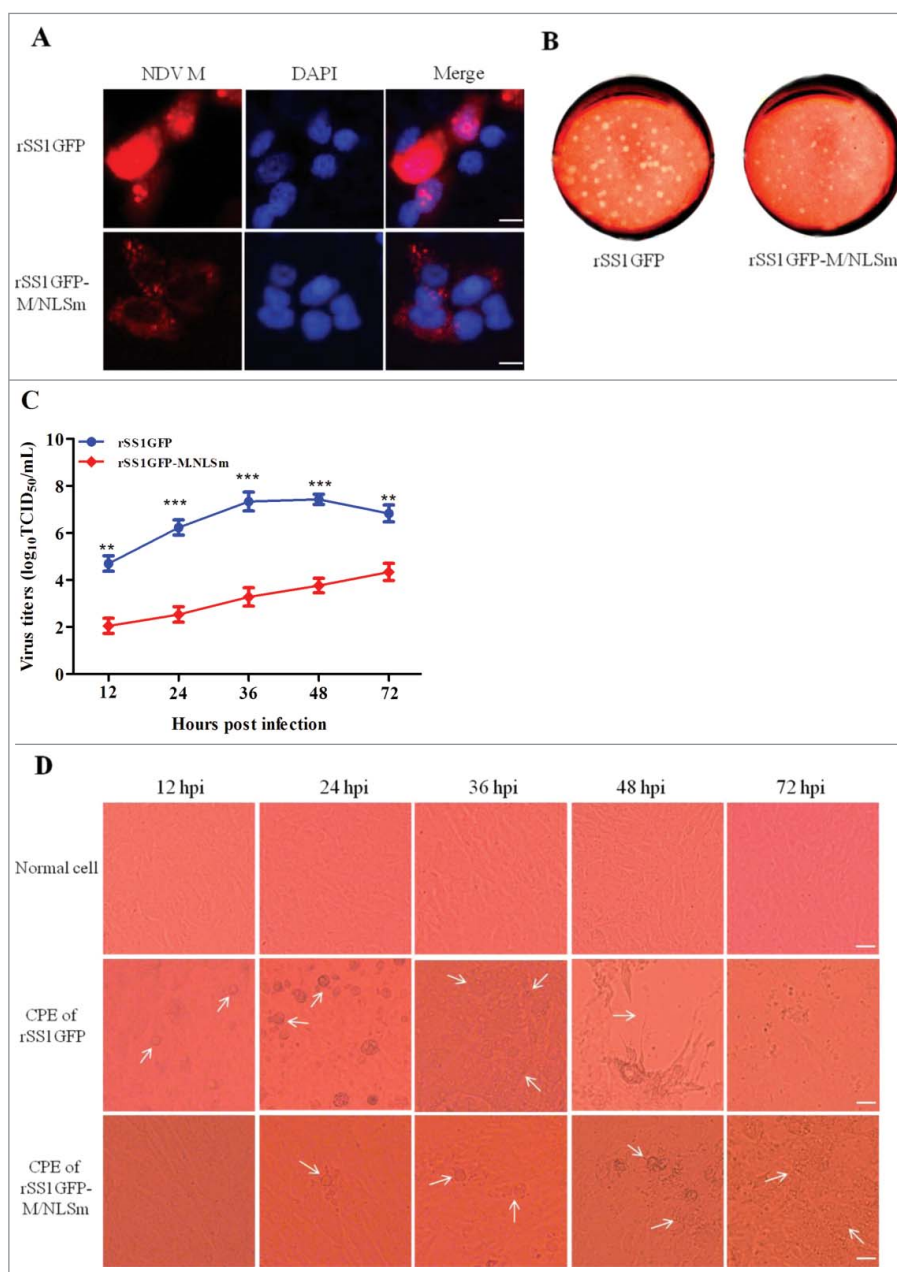 A
NDV M
DAPI
Merge
rSS1GFP
rSS1GFP-
M/NLSm
B
rSS1GFP
rSS1GFP-M/NLSm
C
10
8
6
4
2
0
Virus titers (log10TCID50/mL)
rSS1GFP
rSS1GFP-M.NLSm
**
***
***
***
**
12
24
36
48
72
Hours post infection
D
12 hpi
24 hpi
36 hpi
48 hpi
72 hpi
Normal cell
CPE of
rSS1GFP
CPE of
rSS1GFP-
M/NLSm